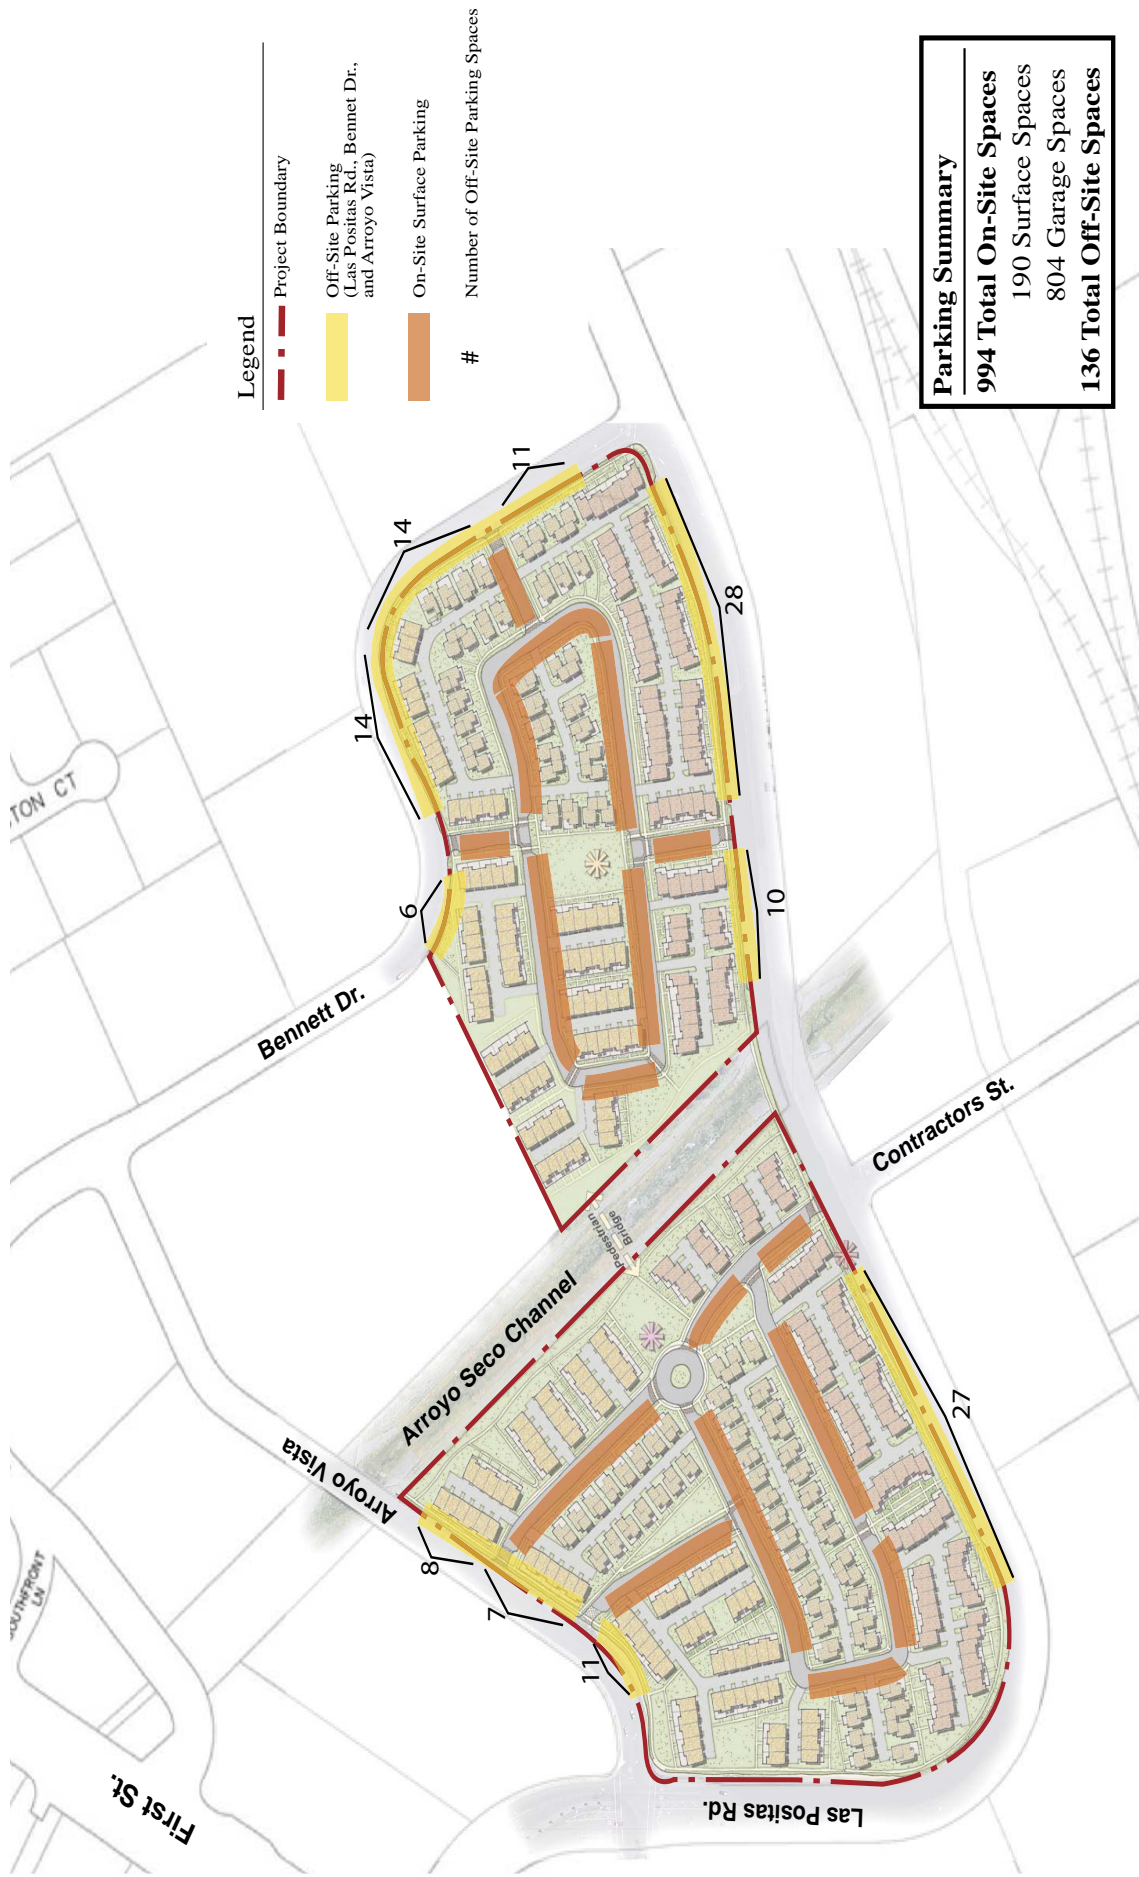 Legend
Project Boundary
Off-Site Parking
(Las Positas Rd., Bennet Dr.,
and Arroyo Vista)
On-Site Surface Parking
# Number of Off-Site Parking Spaces
Parking Summary
994 Total On-Site Spaces
190 Surface Spaces
804 Garage Spaces
136 Total Off-Site Spaces
First St.
SOUTHFRONT
LN
Arroyo Vista
8
7
11
Las Positas Rd.
Arroyo Seco Channel
Pedestrian
Bridge
27
Contractors St.
Bennett Dr.
TON CT
6
14
14
11
28
10